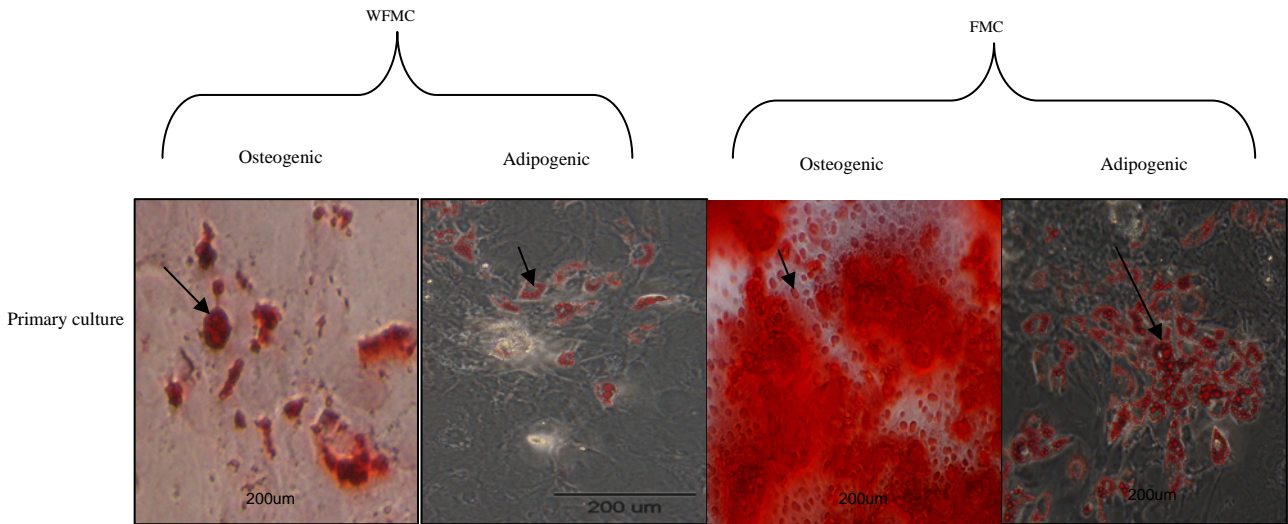 WFMC
FMC
Osteogenic
Adipogenic
Osteogenic
Adipogenic
Primary culture
200um
200 um
200um
200um